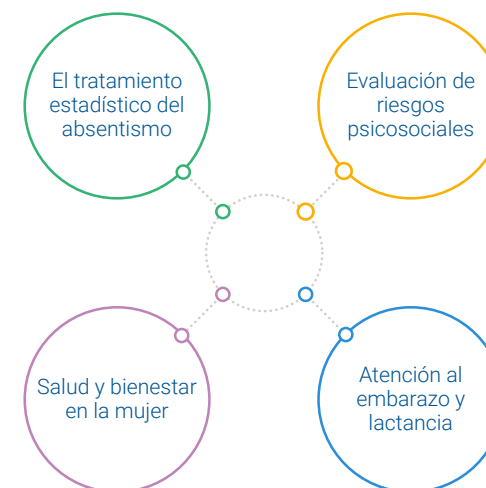 El tratamiento
estadístico del
absentismo
Evaluación de
riesgos
psicosociales
Salud y bienestar
en la mujer
Atención al
embarazo y
lactancia